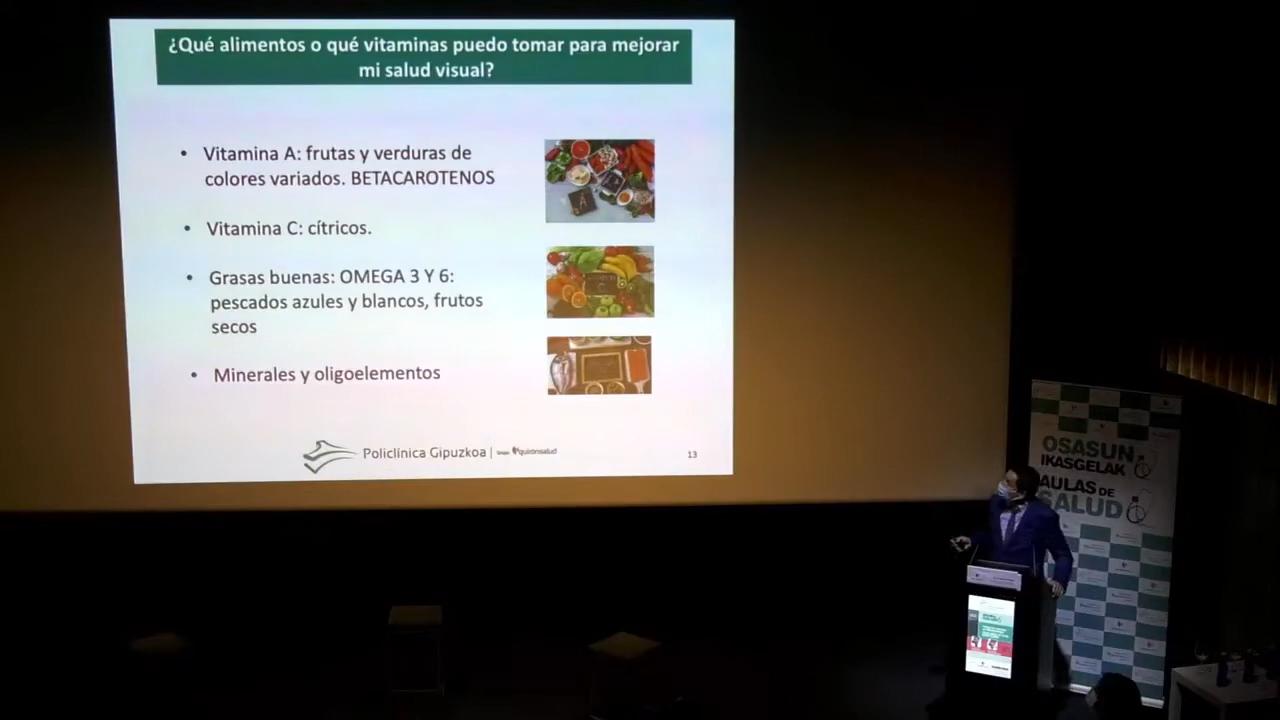 ¿Qué alimentos o qué vitaminas puedo tomar para mejorar
mi salud visual?
• Vitamina A: frutas y verduras de
colores variados. BETACAROTENOS
• Vitamina C: cítricos.
• Grasas buenas: OMEGA 3 Y 6:
pescados azules y blancos, frutos
secos
• Minerales y oligoelementos
Policlínica Gipuzkoa | Grupo quirónsalud
13
OSASUN
IKASGELAK
AULAS DE
SALUD